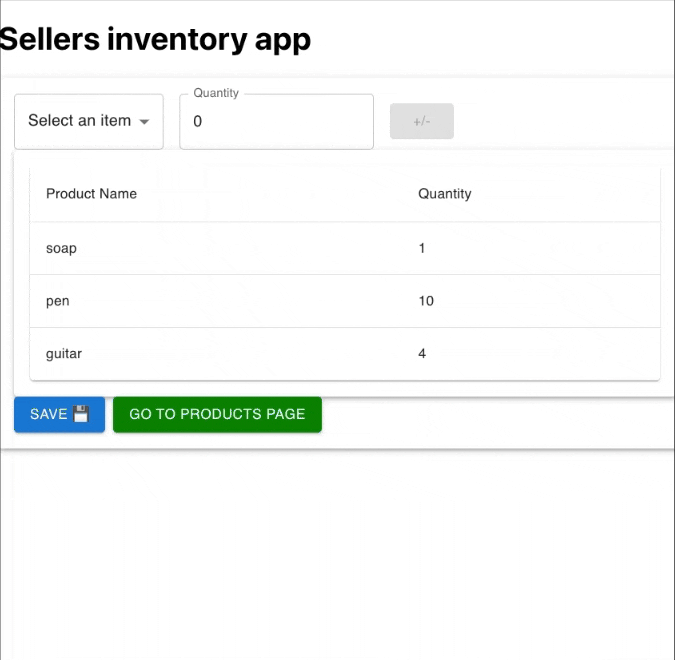 Sellers inventory app
Quantity
Select an item
0
+/-
Product Name Quantity
soap 1
pen 10
guitar 4
SAVE 💾 GO TO PRODUCTS PAGE